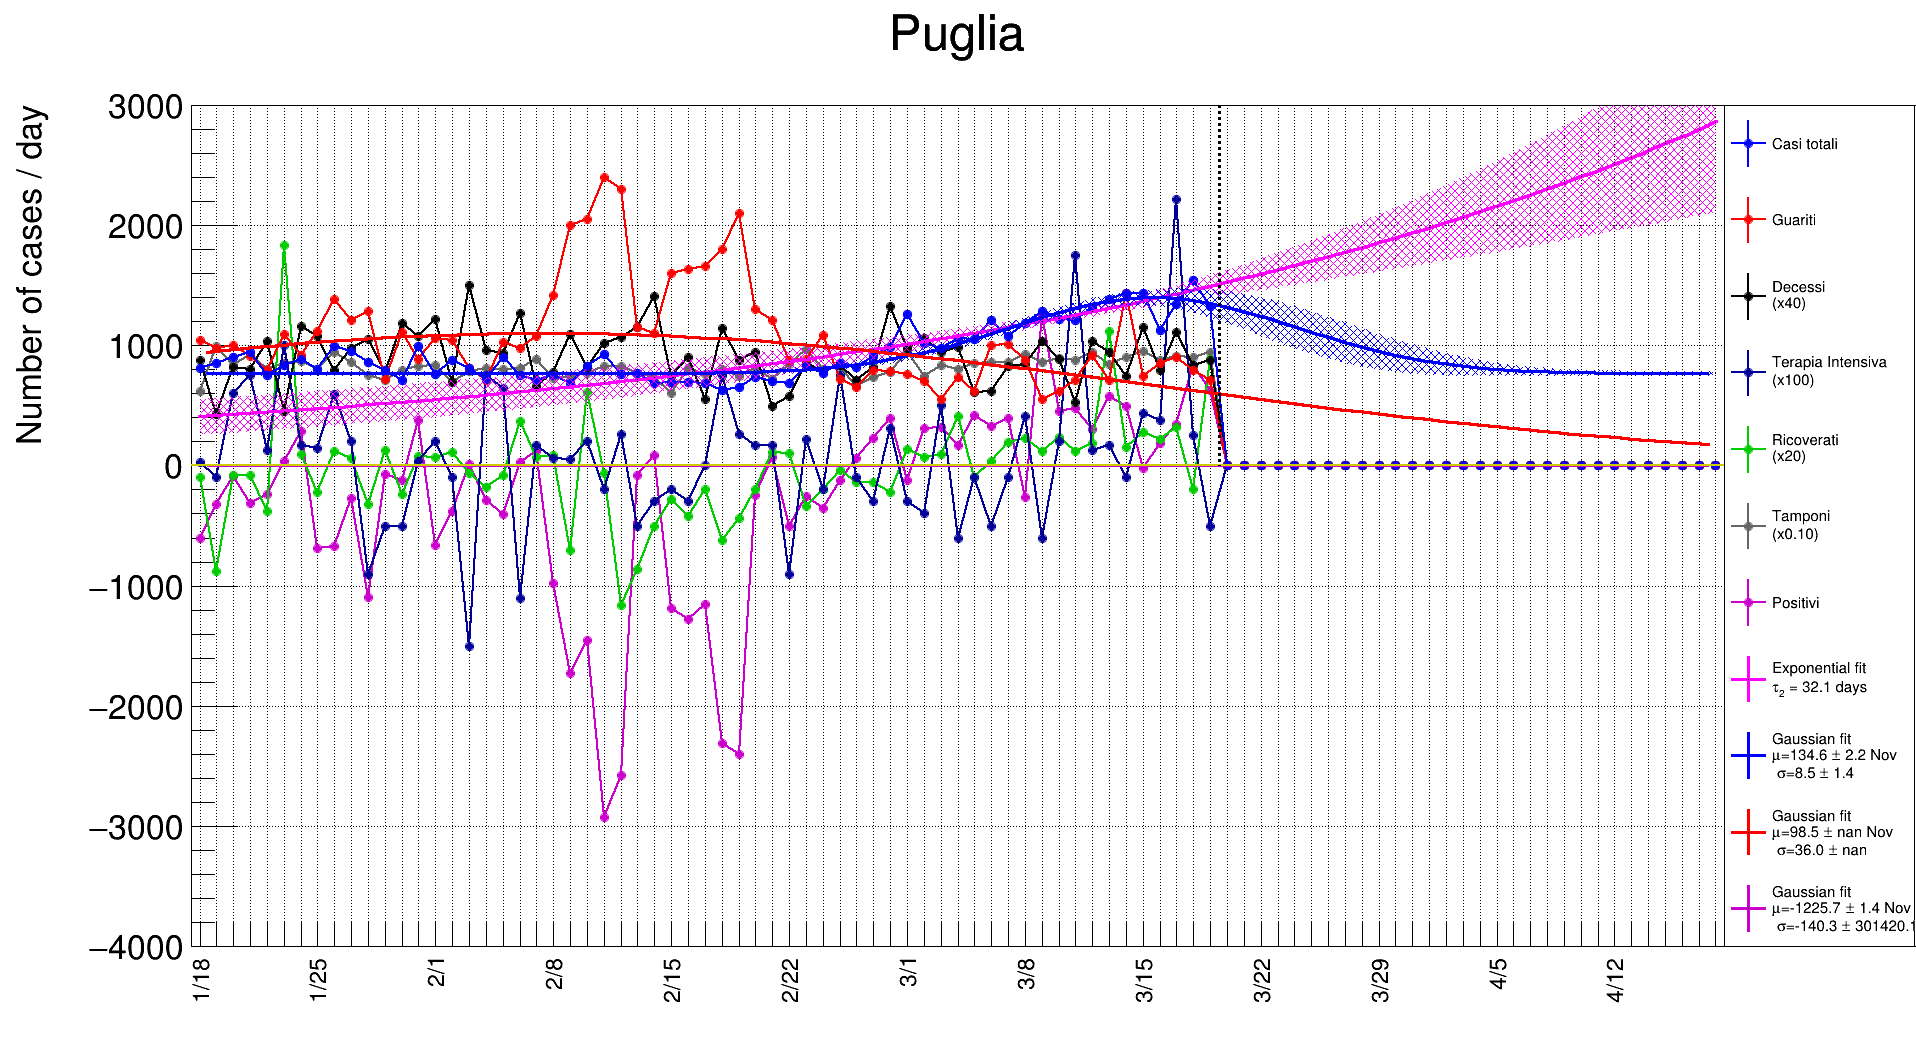 Puglia
Number of cases / day
3000
2000
1000
0
−1000
−2000
−3000
−4000
1/18
1/25
2/1
2/8
2/15
2/22
3/1
3/8
3/15
3/22
3/29
4/5
4/12
Casi totali
Guariti
Decessi
(x40)
Terapia Intensiva
(x100)
Ricoverati
(x20)
Tamponi
(x0.10)
Positivi
Exponential fit
τ2 = 32.1 days
Gaussian fit
μ=134.6 ± 2.2 Nov
σ=8.5 ± 1.4
Gaussian fit
μ=98.5 ± nan Nov
σ=36.0 ± nan
Gaussian fit
μ=-1225.7 ± 1.4 Nov
σ=-140.3 ± 301420.1